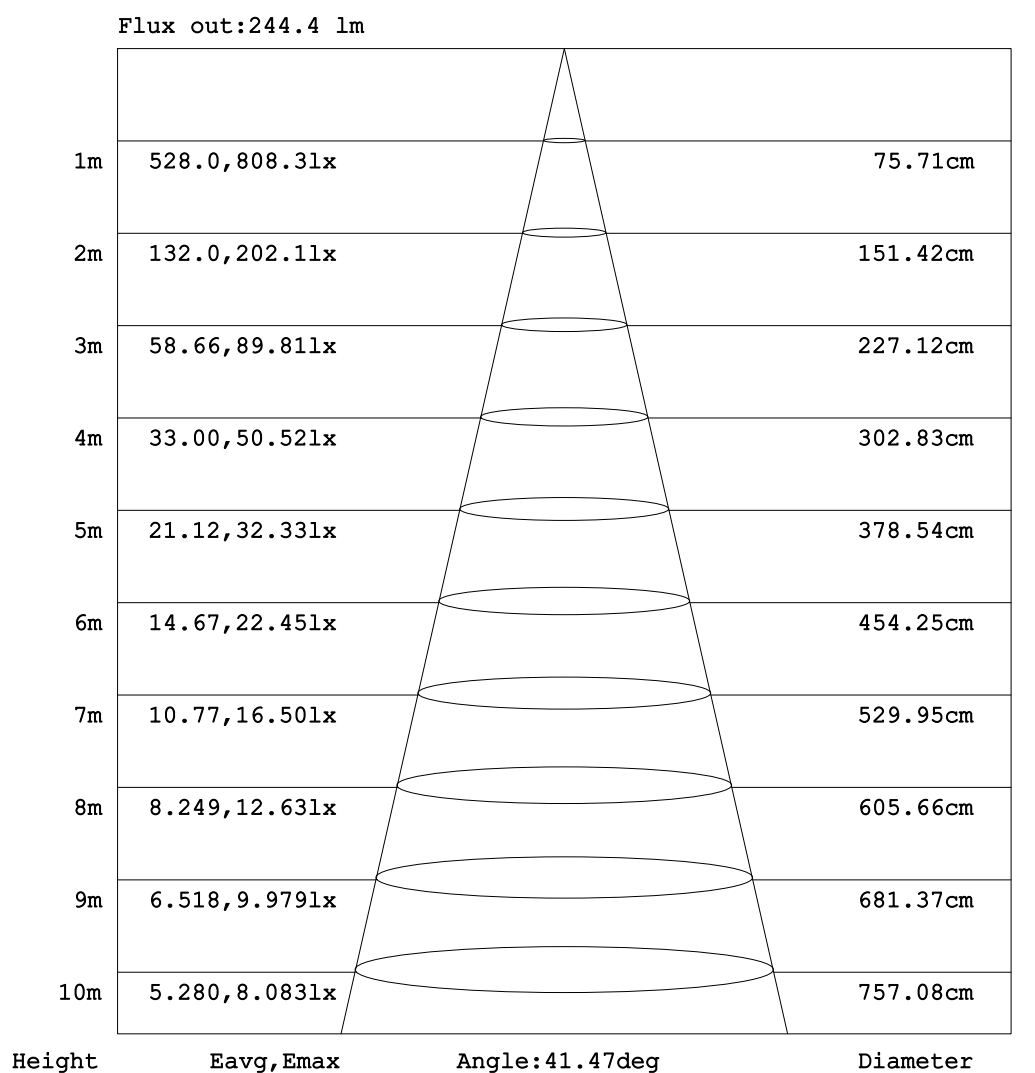 Flux out:244.4 lm
1m 528.0,808.3lx 75.71cm
2m 132.0,202.1lx 151.42cm
3m 58.66,89.81lx 227.12cm
4m 33.00,50.52lx 302.83cm
5m 21.12,32.33lx 378.54cm
6m 14.67,22.45lx 454.25cm
7m 10.77,16.50lx 529.95cm
8m 8.249,12.63lx 605.66cm
9m 6.518,9.979lx 681.37cm
10m 5.280,8.083lx 757.08cm
Height Eavg,Emax Angle:41.47deg Diameter